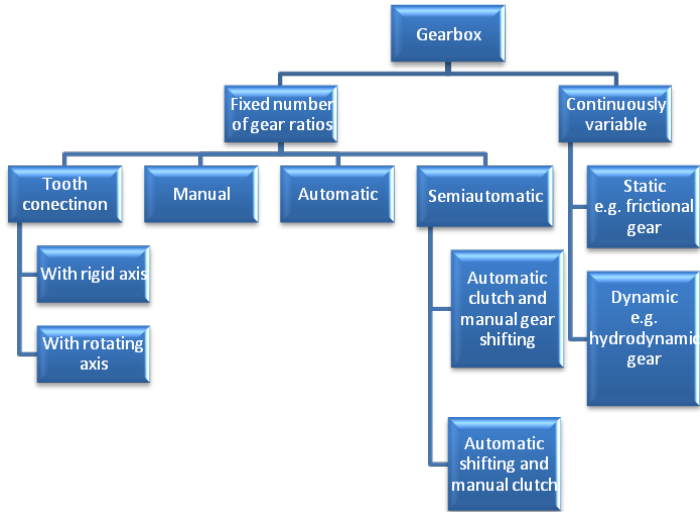 Gearbox
Fixed number
of gear ratios
Continuously
variable
Tooth
conectinon
Manual
Automatic
Semiautomatic
Static
e.g. frictional
gear
With rigid axis
Automatic
clutch and
manual gear
shifting
Dynamic
e.g.
hydrodynamic
gear
With rotating
axis
Automatic
shifting and
manual clutch